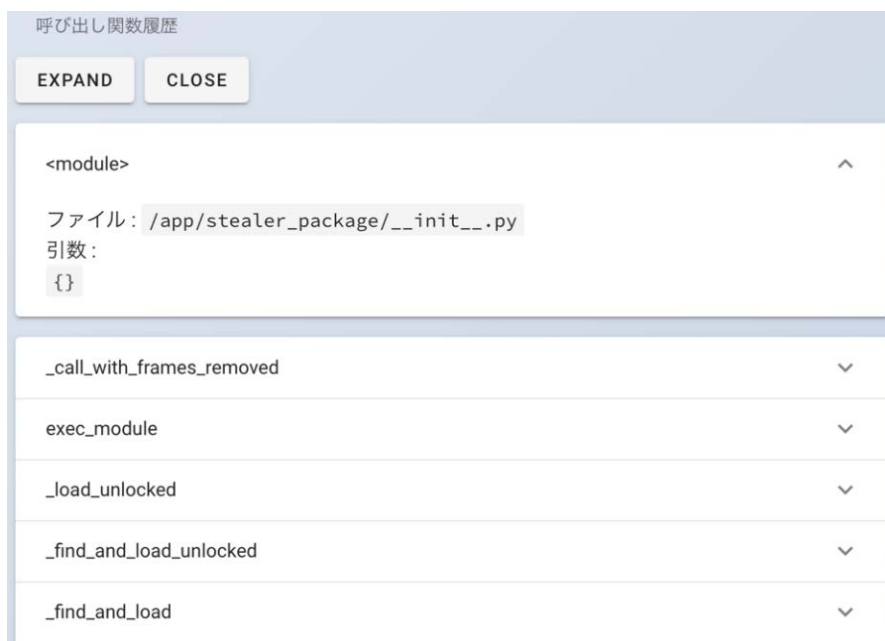 呼び出し関数履歴
EXPAND CLOSE
<module>
ファイル : /app/stealer_package/__init__.py
引数 :
{}
_call_with_frames_removed
exec_module
_load_unlocked
_find_and_load_unlocked
_find_and_load